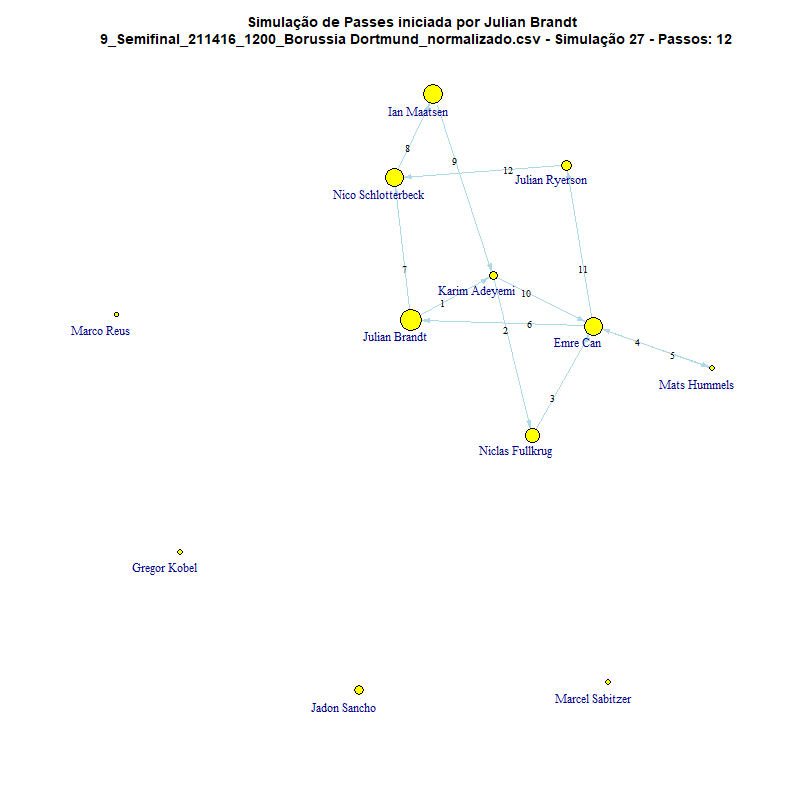 Simulação de Passes iniciada por Julian Brandt
9_Semifinal_211416_1200_Borussia Dortmund_normalizado.csv - Simulação 27 - Passos: 12
Ian Maatsen
8
9
12
Julian Ryerson
Nico Schlotterbeck
7
11
Karim Adeyemi
10
1
Marco Reus
2
6
Julian Brandt
Emre Can
4
5
Mats Hummels
3
Niclas Fullkrug
Gregor Kobel
Jadon Sancho
Marcel Sabitzer